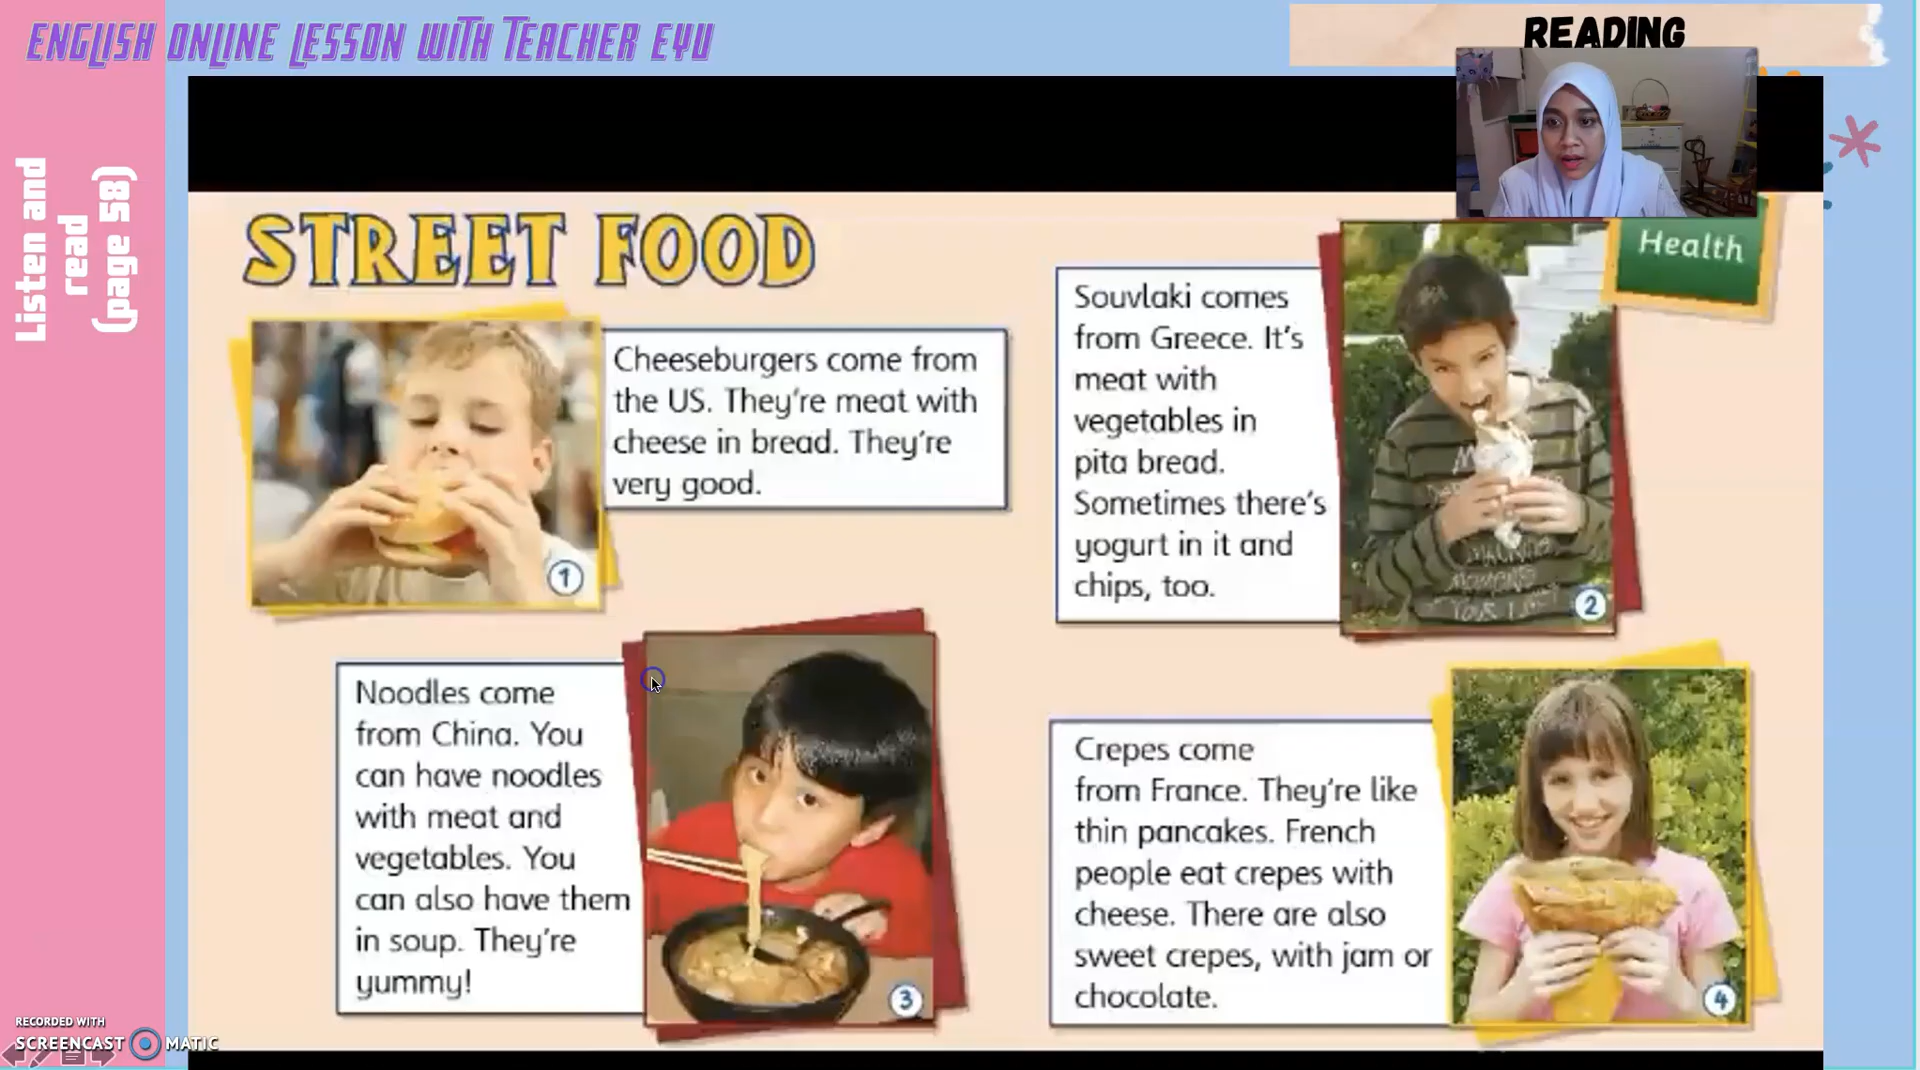 ENGLISH ONLINE LESSON WITH TEACHER EYU
READING
Listen and
read
(page 58)
STREET FOOD
Health
Cheeseburgers come from
the US. They're meat with
cheese in bread. They're
very good.
1
Souvlaki comes
from Greece. It's
meat with
vegetables in
pita bread.
Sometimes there's
yogurt in it and
chips, too.
2
Noodles come
from China. You
can have noodles
with meat and
vegetables. You
can also have them
in soup. They're
yummy!
3
Crepes come
from France. They're like
thin pancakes. French
people eat crepes with
cheese. There are also
sweet crepes, with jam or
chocolate.
4
RECORDED WITH
SCREENCAST MATIC